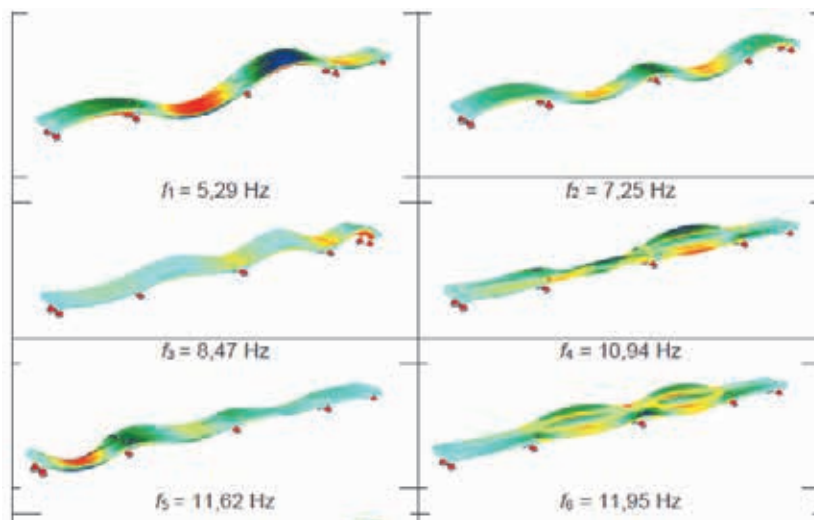 f₁ = 5,29 Hz
f₂ = 7,25 Hz
f₃ = 8,47 Hz
f₄ = 10,94 Hz
f₅ = 11,62 Hz
f₆ = 11,95 Hz